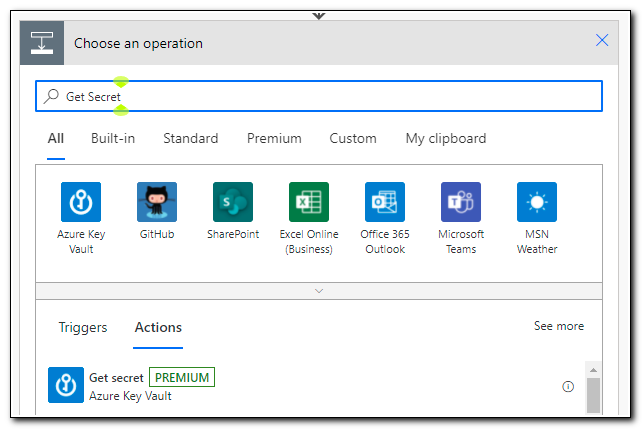 Choose an operation
Get Secret
All Built-in Standard Premium Custom My clipboard
Azure Key Vault
GitHub
SharePoint
Excel Online (Business)
Office 365 Outlook
Microsoft Teams
MSN Weather
Triggers Actions See more
Get secret PREMIUM
Azure Key Vault